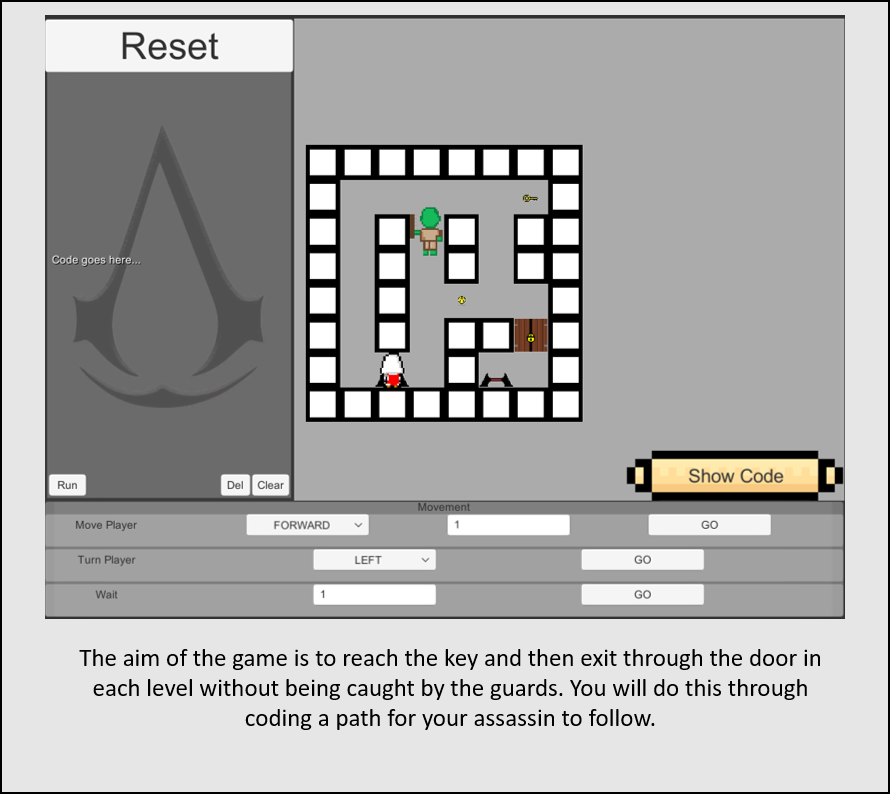 Reset
Code goes here...
Run
Del
Clear
Show Code
Movement
Move Player
FORWARD
1
GO
Turn Player
LEFT
GO
Wait
1
GO
The aim of the game is to reach the key and then exit through the door in
each level without being caught by the guards. You will do this through
coding a path for your assassin to follow.